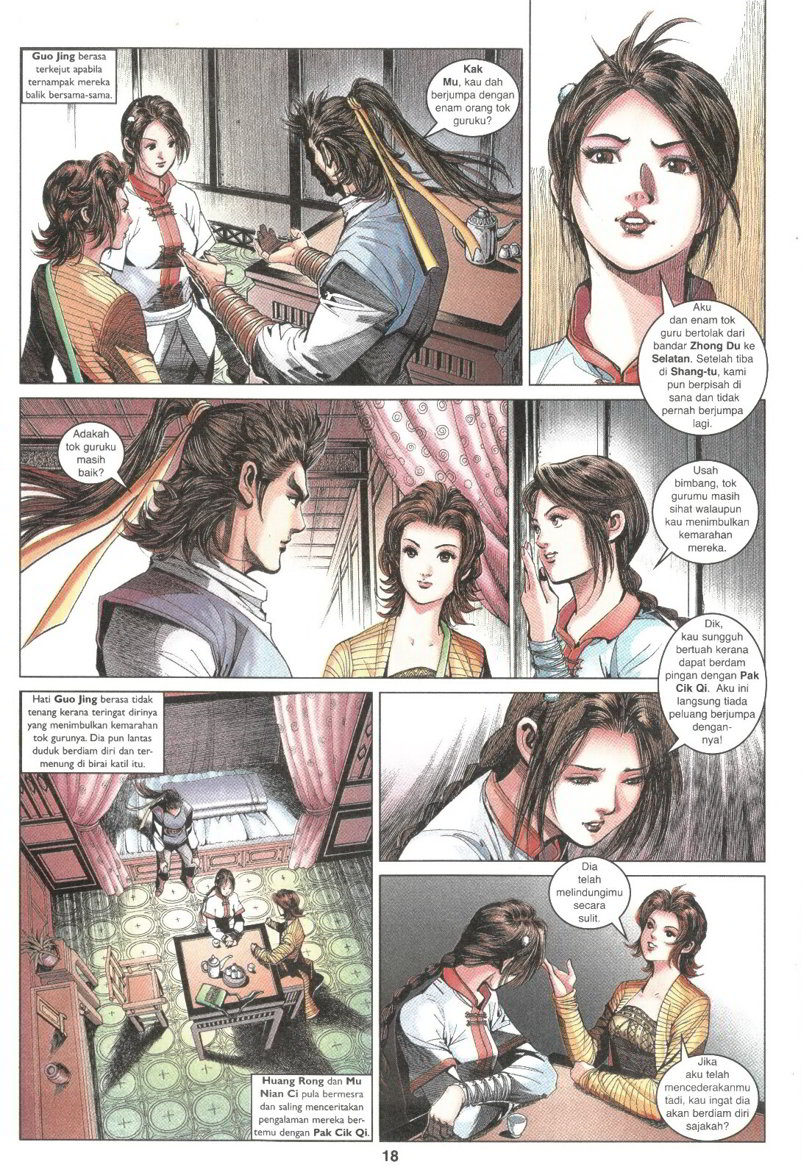 Guo Jing berasa
terkejut apabila
ternampak mereka
balik bersama-sama.
Kak
Mu, kau dah
berjumpa dengan
enam orang tok
guruku?
Aku
dan enam tok
guru bertolak dari
bandar Zhong Du ke
Selatan. Setelah tiba
di Shang-tu, kami
pun berpisah di
sana dan tidak
pernah berjumpa
lagi.
Adakah
tok guruku
masih
baik?
Usah
bimbang, tok
gurumu masih
sihat walaupun
kau menimbulkan
kemarahan
mereka.
Dik,
kau sungguh
bertuah kerana
dapat berdam
pingan dengan Pak
Cik Qi. Aku ini
langsung tiada
peluang berjumpa
dengan-
nya!
Hati Guo Jing berasa tidak
tenang kerana teringat dirinya
yang menimbulkan kemarahan
tok gurunya. Dia pun lantas
duduk berdiam diri dan ter-
menung di birai katil itu.
Huang Rong dan Mu
Nian Ci pula bermesra
dan saling menceritakan
pengalaman mereka ber-
temu dengan Pak Cik Qi.
Dia
telah
melindungimu
secara
sulit.
Jika
aku telah
mencederakanmu
tadi, kau ingat dia
akan berdiam diri
sajakah?
18